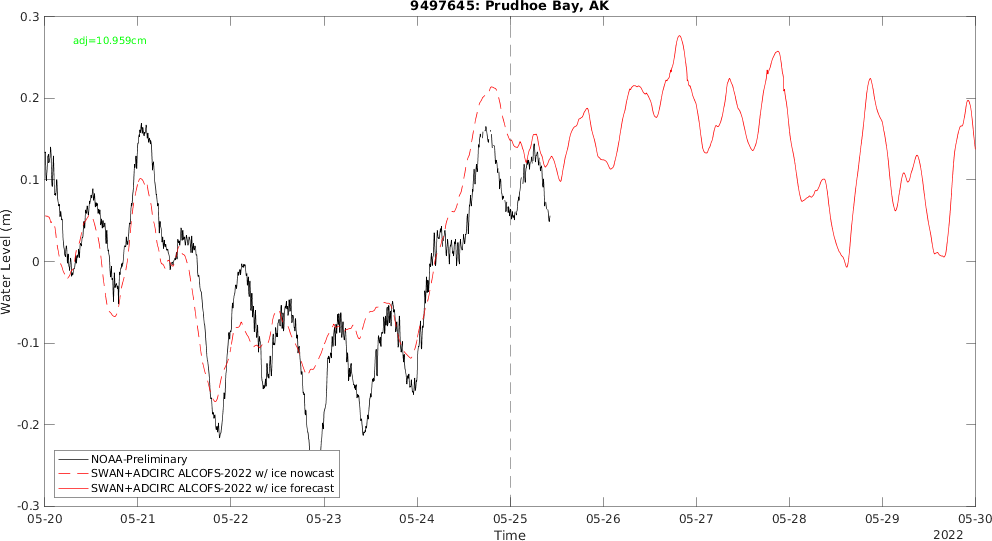 9497645: Prudhoe Bay, AK
adj=10.959cm
0.3
0.2
0.1
0
-0.1
-0.2
-0.3
Water Level (m)
NOAA-Preliminary
SWAN+ADCIRC ALCOFS-2022 w/ ice nowcast
SWAN+ADCIRC ALCOFS-2022 w/ ice forecast
05-20 05-21 05-22 05-23 05-24 05-25 05-26 05-27 05-28 05-29 05-30
Time
2022